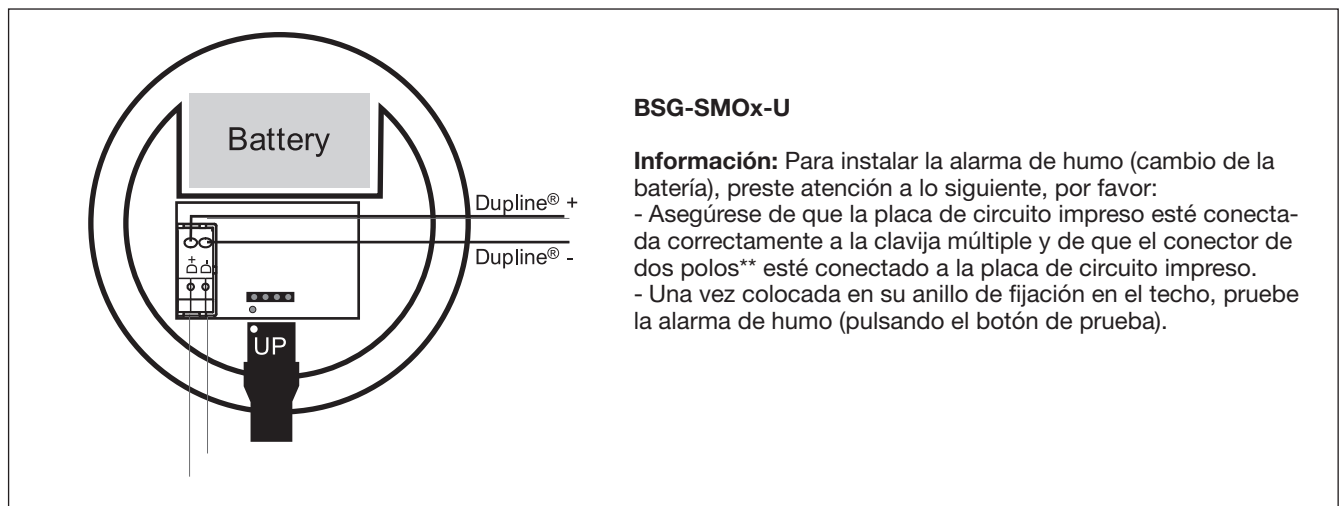 Battery
Dupline® +
Dupline® -
D+
D-
UP
BSG-SMOx-U
Información: Para instalar la alarma de humo (cambio de la
batería), preste atención a lo siguiente, por favor:
- Asegúrese de que la placa de circuito impreso esté conecta-
da correctamente a la clavija múltiple y de que el conector de
dos polos** esté conectado a la placa de circuito impreso.
- Una vez colocada en su anillo de fijación en el techo, pruebe
la alarma de humo (pulsando el botón de prueba).